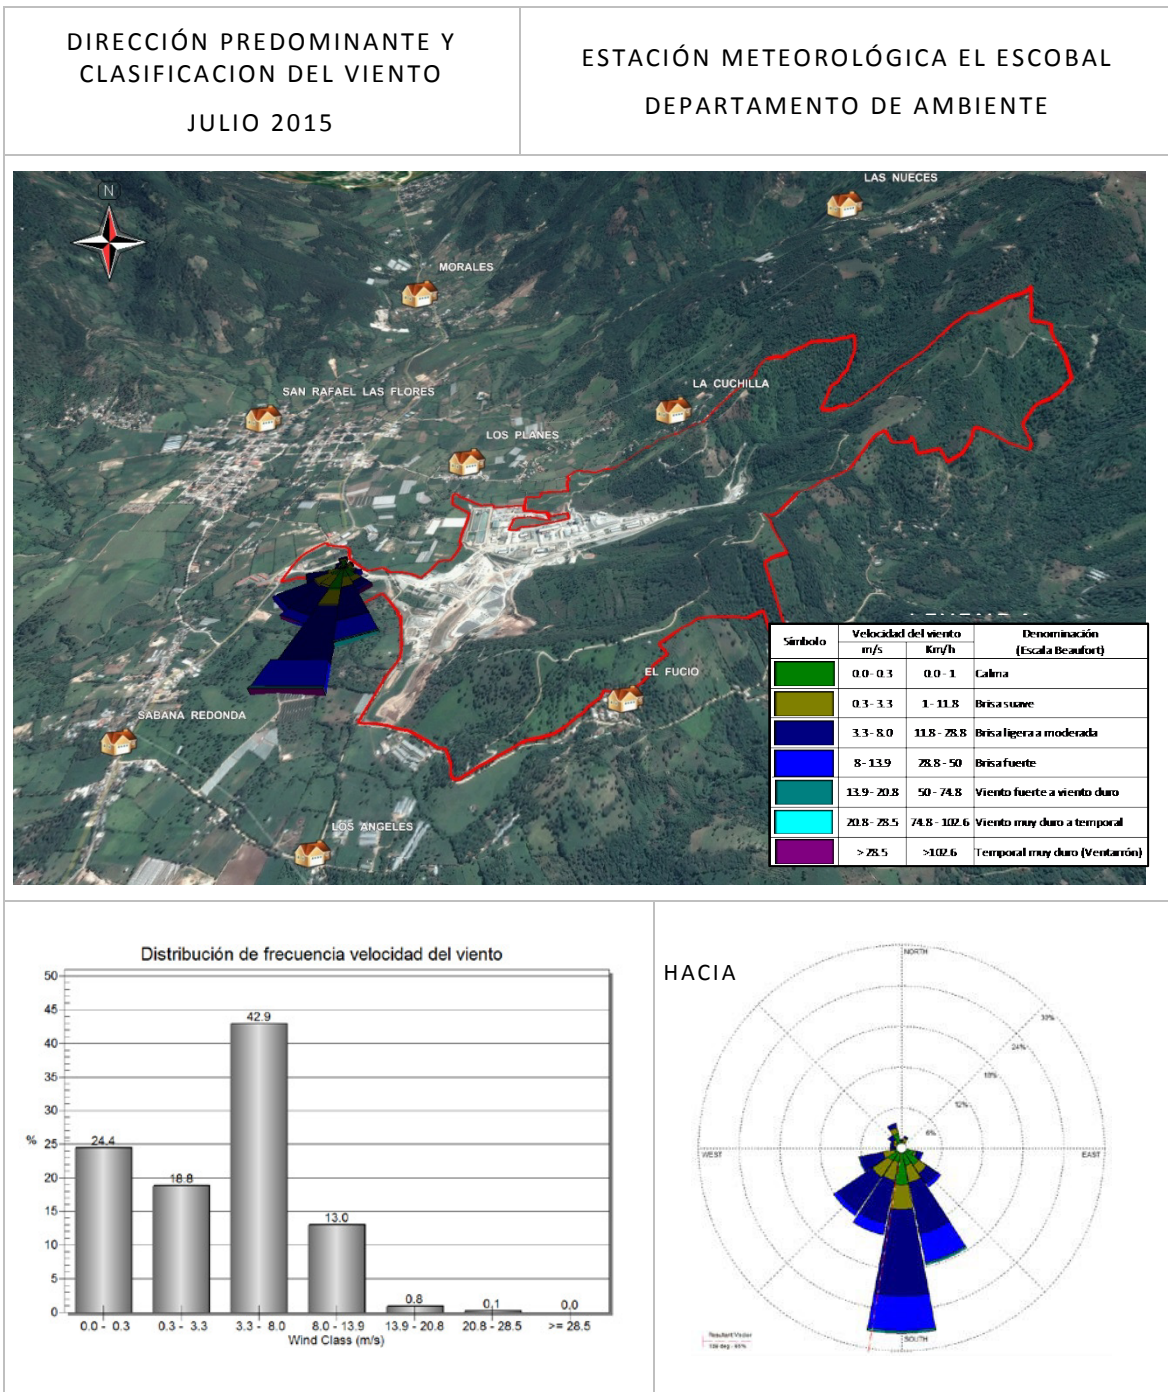 DIRECCIÓN PREDOMINANTE Y
CLASIFICACION DEL VIENTO
JULIO 2015
ESTACIÓN METEOROLÓGICA EL ESCOBAL
DEPARTAMENTO DE AMBIENTE
N
LAS NUECES
MORALES
SAN RAFAEL LAS FLORES
LA CUCHILLA
LOS PLANES
EL FUCIO
SABANA REDONDA
LOS ANGELES
Símbolo
Velocidad del viento
Denominación
m/s
Km/h
(Escala Beaufort)
0.0 - 0.3 0.0 - 1 Calma
0.3 - 3.3 1 - 11.8 Brisa suave
3.3 - 8.0 11.8 - 28.8 Brisa ligera a moderada
8 - 13.9 28.8 - 50 Brisa fuerte
13.9 - 20.8 50 - 74.8 Viento fuerte a viento duro
20.8 - 28.5 74.8 - 102.6 Viento muy duro a temporal
> 28.5 >102.6 Temporal muy duro (Ventarrón)
Distribución de frecuencia velocidad del viento
50
45
42.9
40
35
30
%
25
24.4
20
18.8
15
13.0
10
5
0.8
0.1
0.0
0
0.0 - 0.3 0.3 - 3.3 3.3 - 8.0 8.0 - 13.9 13.9 - 20.8 20.8 - 28.5 >= 28.5
Wind Class (m/s)
HACIA
NORTH
30%
24%
18%
12%
6%
WEST
EAST
SOUTH
Resultant Vector